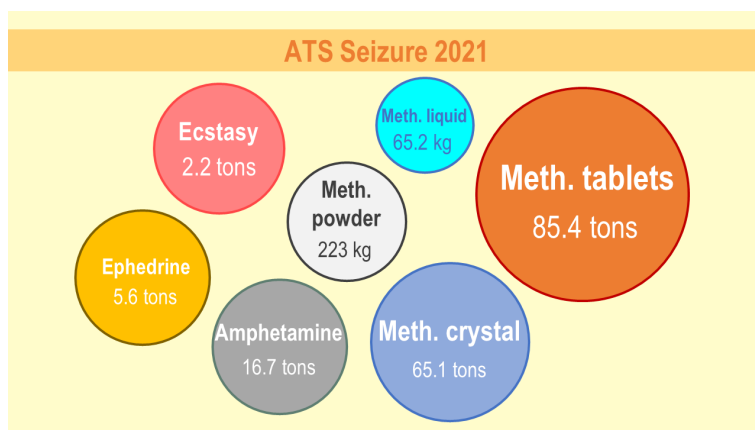 ATS Seizure 2021
Ecstasy
2.2 tons
Meth. liquid
65.2 kg
Meth. tablets
85.4 tons
Meth.
powder
223 kg
Ephedrine
5.6 tons
Amphetamine
16.7 tons
Meth. crystal
65.1 tons